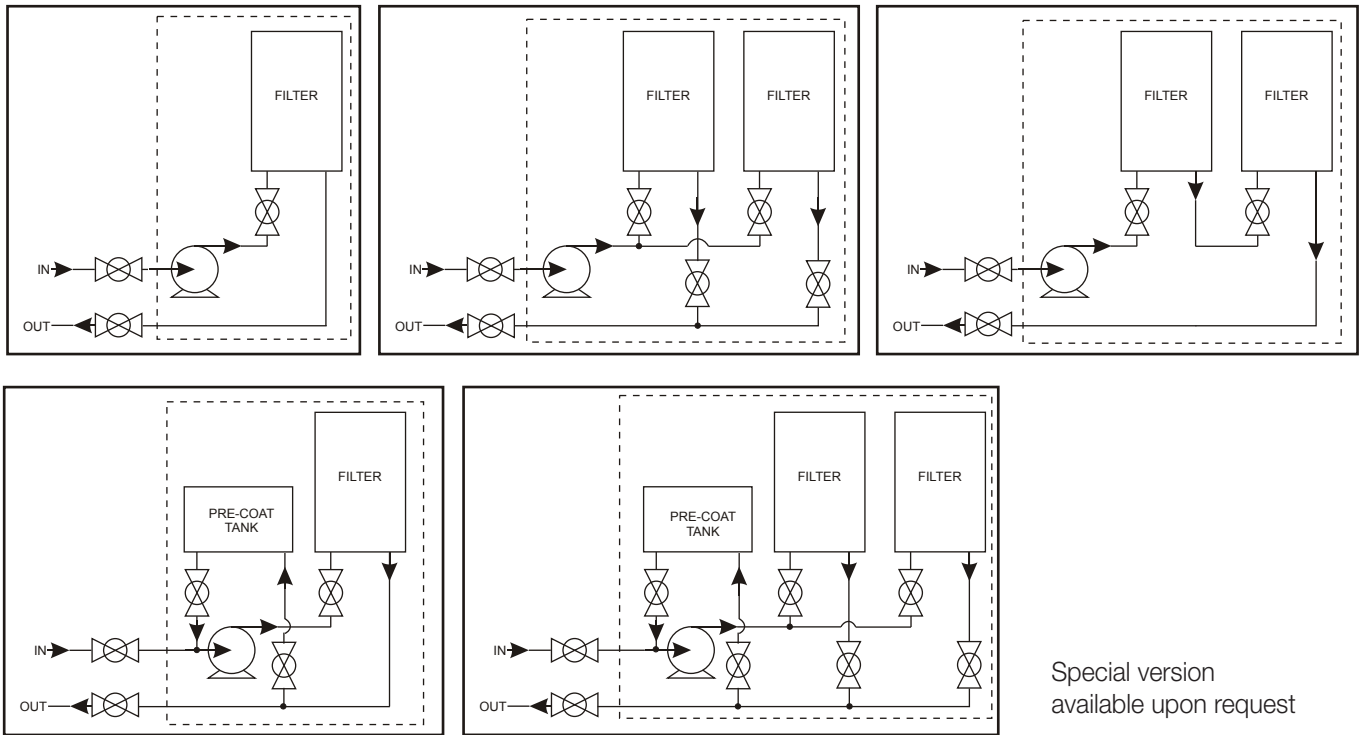 FILTER
IN
OUT
FILTER
FILTER
IN
OUT
FILTER
FILTER
IN
OUT
FILTER
PRE-COAT
TANK
IN
OUT
FILTER
FILTER
PRE-COAT
TANK
IN
OUT
Special version
available upon request